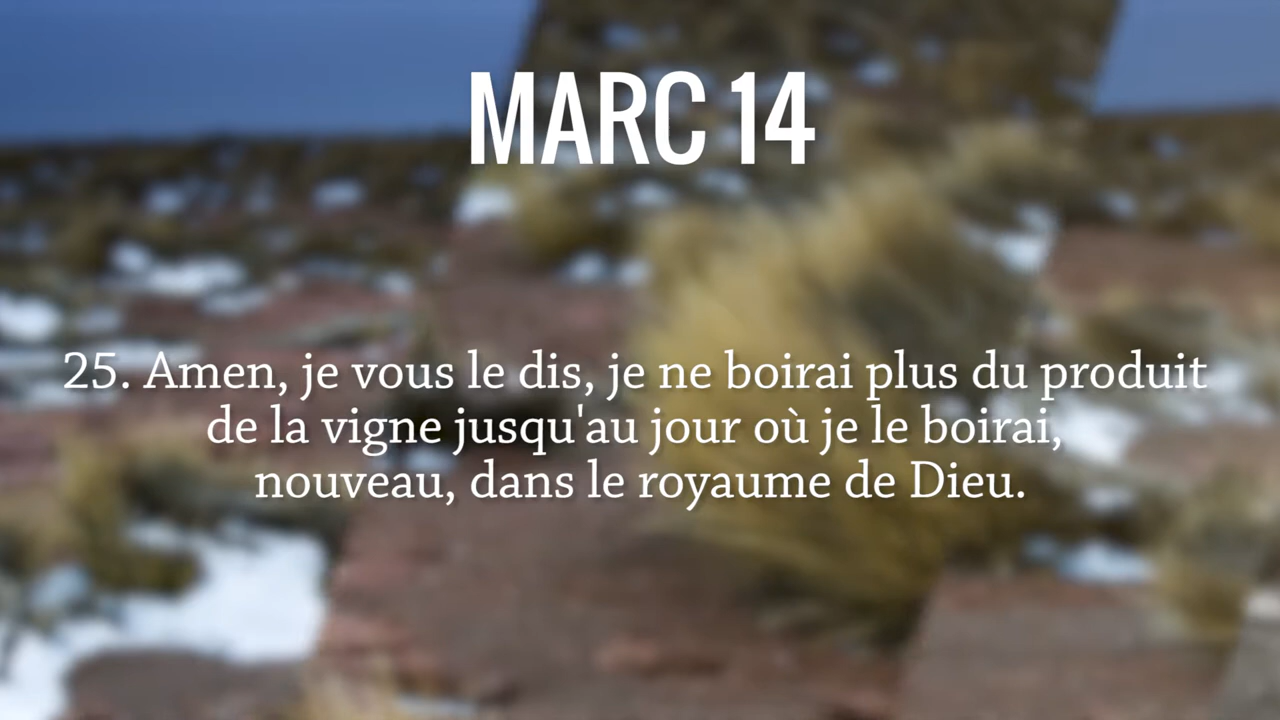 MARC 14
25. Amen, je vous le dis, je ne boirai plus du produit
de la vigne jusqu'au jour où je le boirai,
nouveau, dans le royaume de Dieu.